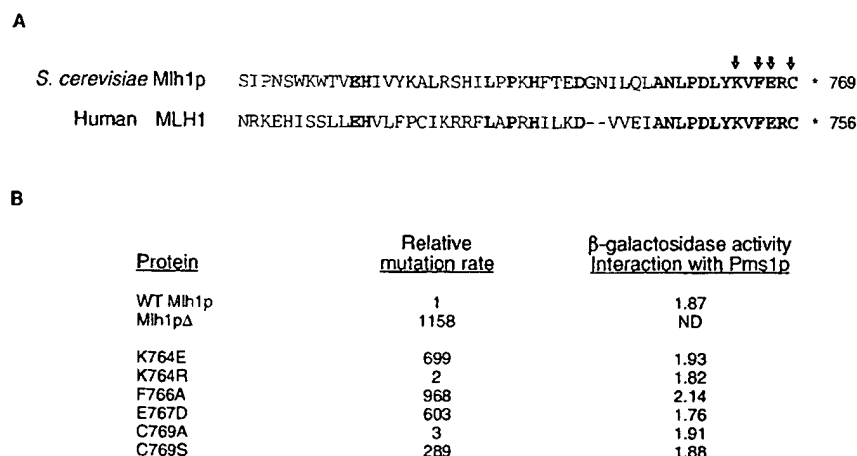 A
S. cerevisiae Mlh1p SIPNSWKWTVEHIVYKALRSHILPPKHFTEDGNILQLANLPDLYKVFERC * 769
Human MLH1 NRKEHISSLLEHVLFPCIKRRFLAPRHILKD--VVEIANLPDLYKVFERC * 756
B
Relative β-galactosidase activity
Protein mutation rate Interaction with Pms1p
WT Mlh1p 1 1.87
Mlh1pΔ 1158 ND
K764E 699 1.93
K764R 2 1.82
F766A 968 2.14
E767D 603 1.76
C769A 3 1.91
C769S 289 1.88